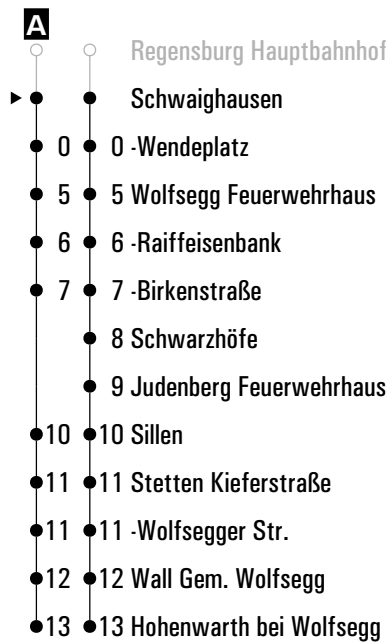 A
Regensburg Hauptbahnhof
Schwaighausen
0 0 -Wendeplatz
5 5 Wolfsegg Feuerwehrhaus
6 6 -Raiffeisenbank
7 7 -Birkenstraße
8 Schwarzhöfe
9 Judenberg Feuerwehrhaus
10 10 Sillen
11 11 Stetten Kieferstraße
11 11 -Wolfsegger Str.
12 12 Wall Gem. Wolfsegg
13 13 Hohenwarth bei Wolfsegg